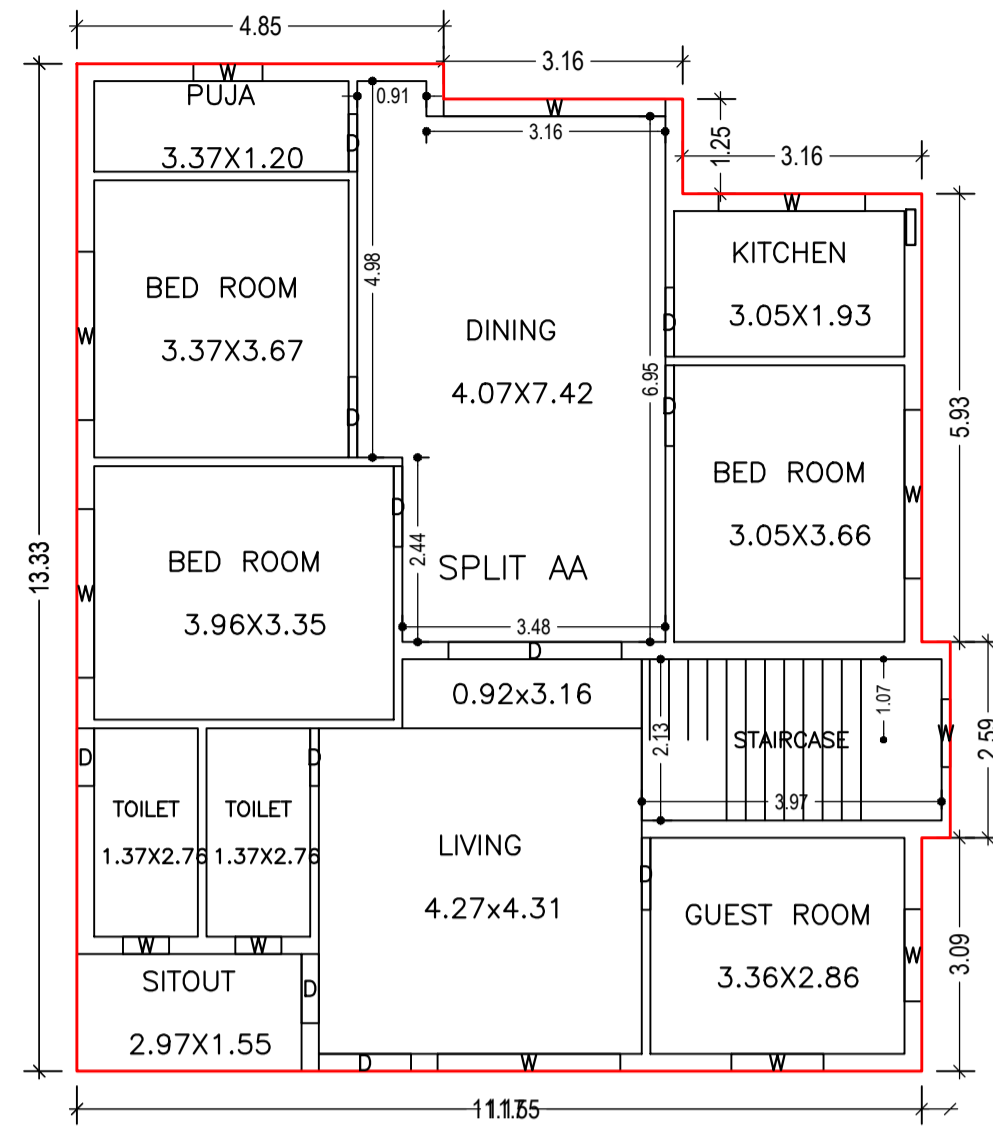 4.85
3.16
W
PUJA
0.91
W
1.25
3.16
D
3.16
3.37X1.20
W
KITCHEN
4.98
BED ROOM
3.05X1.93
DINING
D
W
3.37X3.67
6.95
4.07X7.42
D
D
5.93
BED ROOM
W
D
3.05X3.66
13.33
2.44
BED ROOM
SPLIT AA
W
3.96X3.35
3.48
D
0.92x3.16
1.07
2.13
STAIRCASE
W
2.59
D
D
3.97
TOILET
TOILET
1.37X2.76
1.37X2.76
LIVING
D
4.27x4.31
GUEST ROOM
W
W
W
3.09
SITOUT
3.36X2.86
D
2.97X1.55
D
W
W